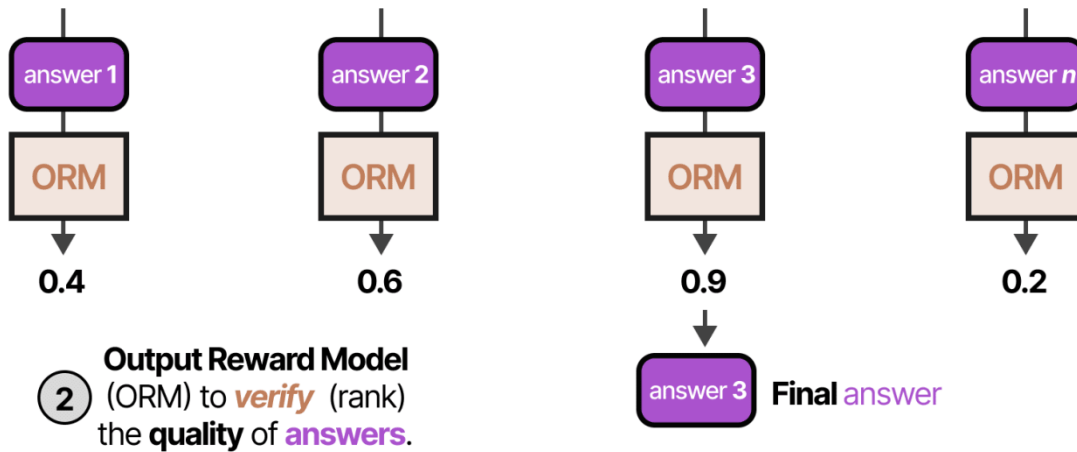 answer 1
answer 2
answer 3
answer n
ORM
ORM
ORM
ORM
0.4
0.6
0.9
0.2
2
Output Reward Model
(ORM) to verify (rank)
the quality of answers.
answer 3
Final answer